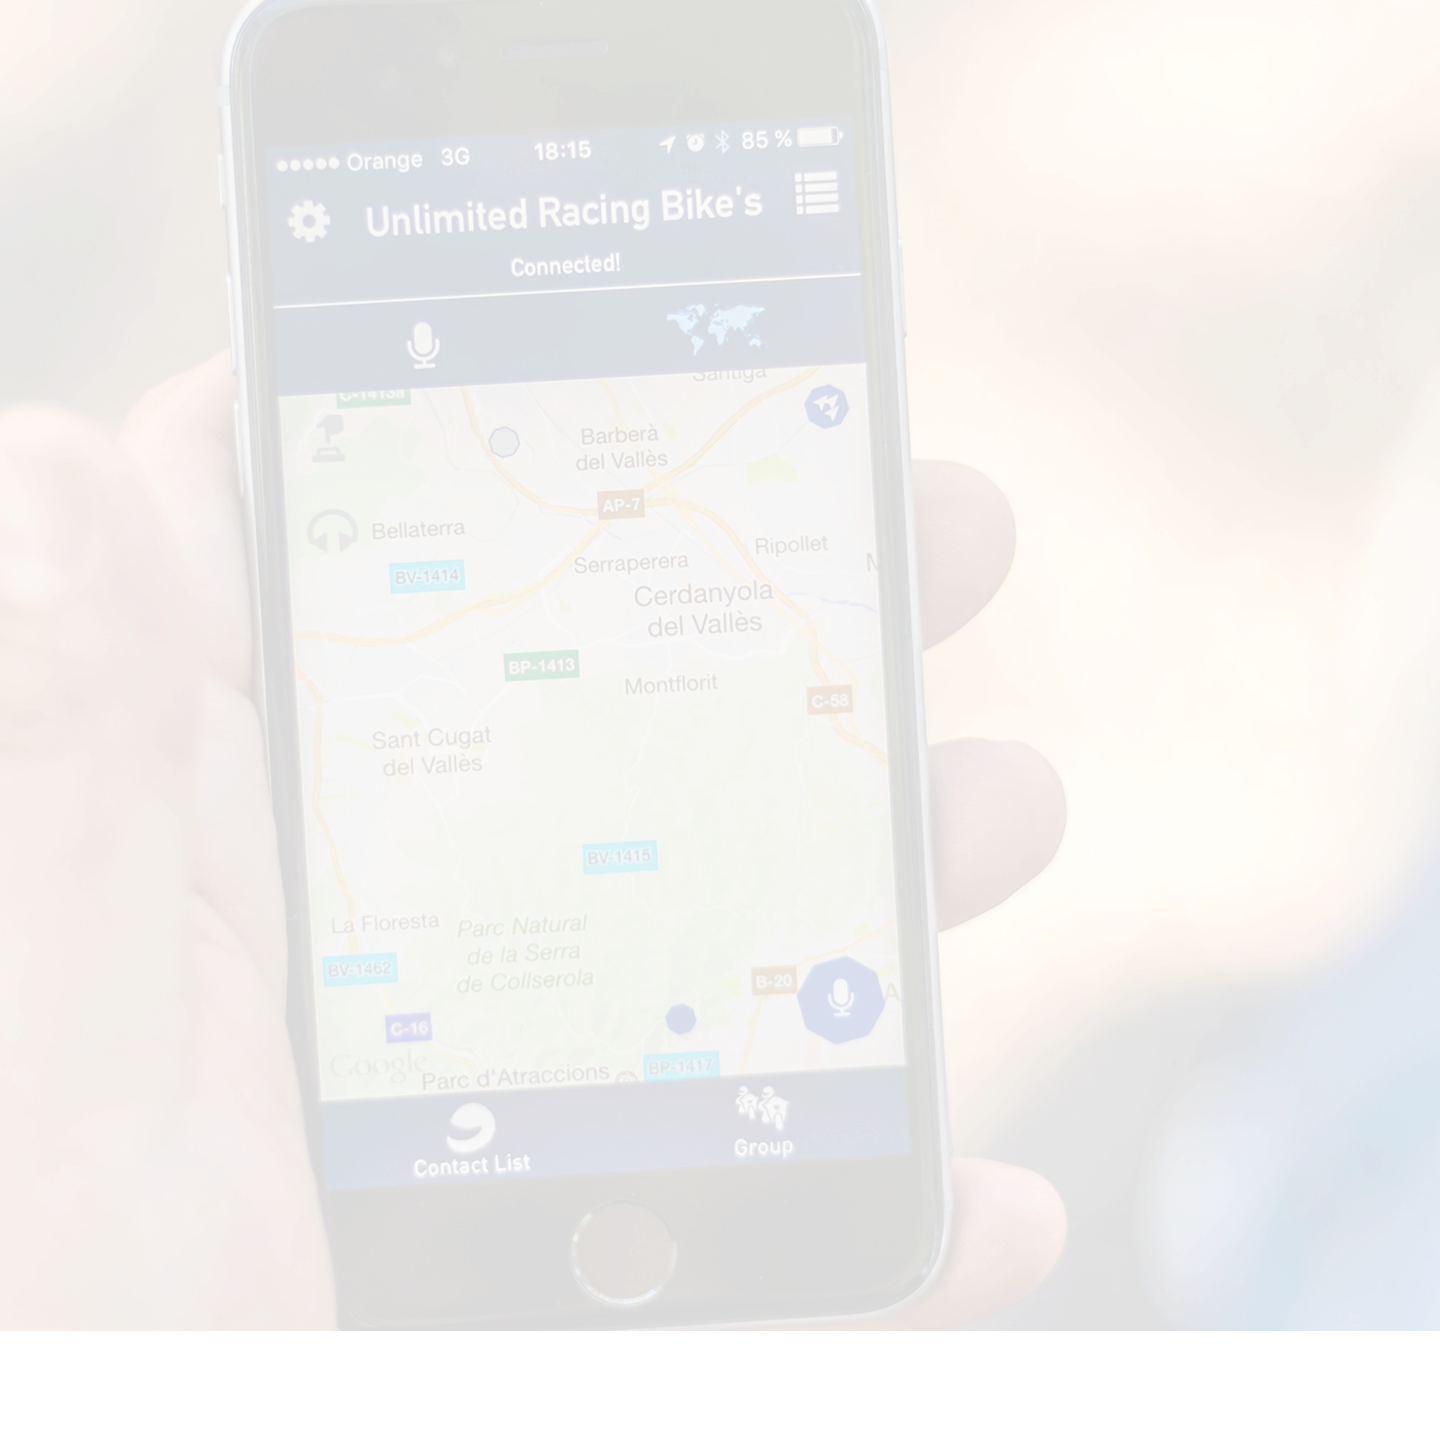 Orange 3G 18:15 85 %
Unlimited Racing Bike's
Connected!
Santiga
C-1413a
Barberà
del Vallès
AP-7
Bellaterra
Ripollet
Serraperera
BV-1414
Cerdanyola
del Vallès
BP-1413
Montflorit
C-58
Sant Cugat
del Vallès
BV-1415
La Floresta
Parc Natural
de la Serra
de Collserola
BV-1462
B-20
C-16
Google
BP-1417
Parc d'Atraccions
Contact List
Group